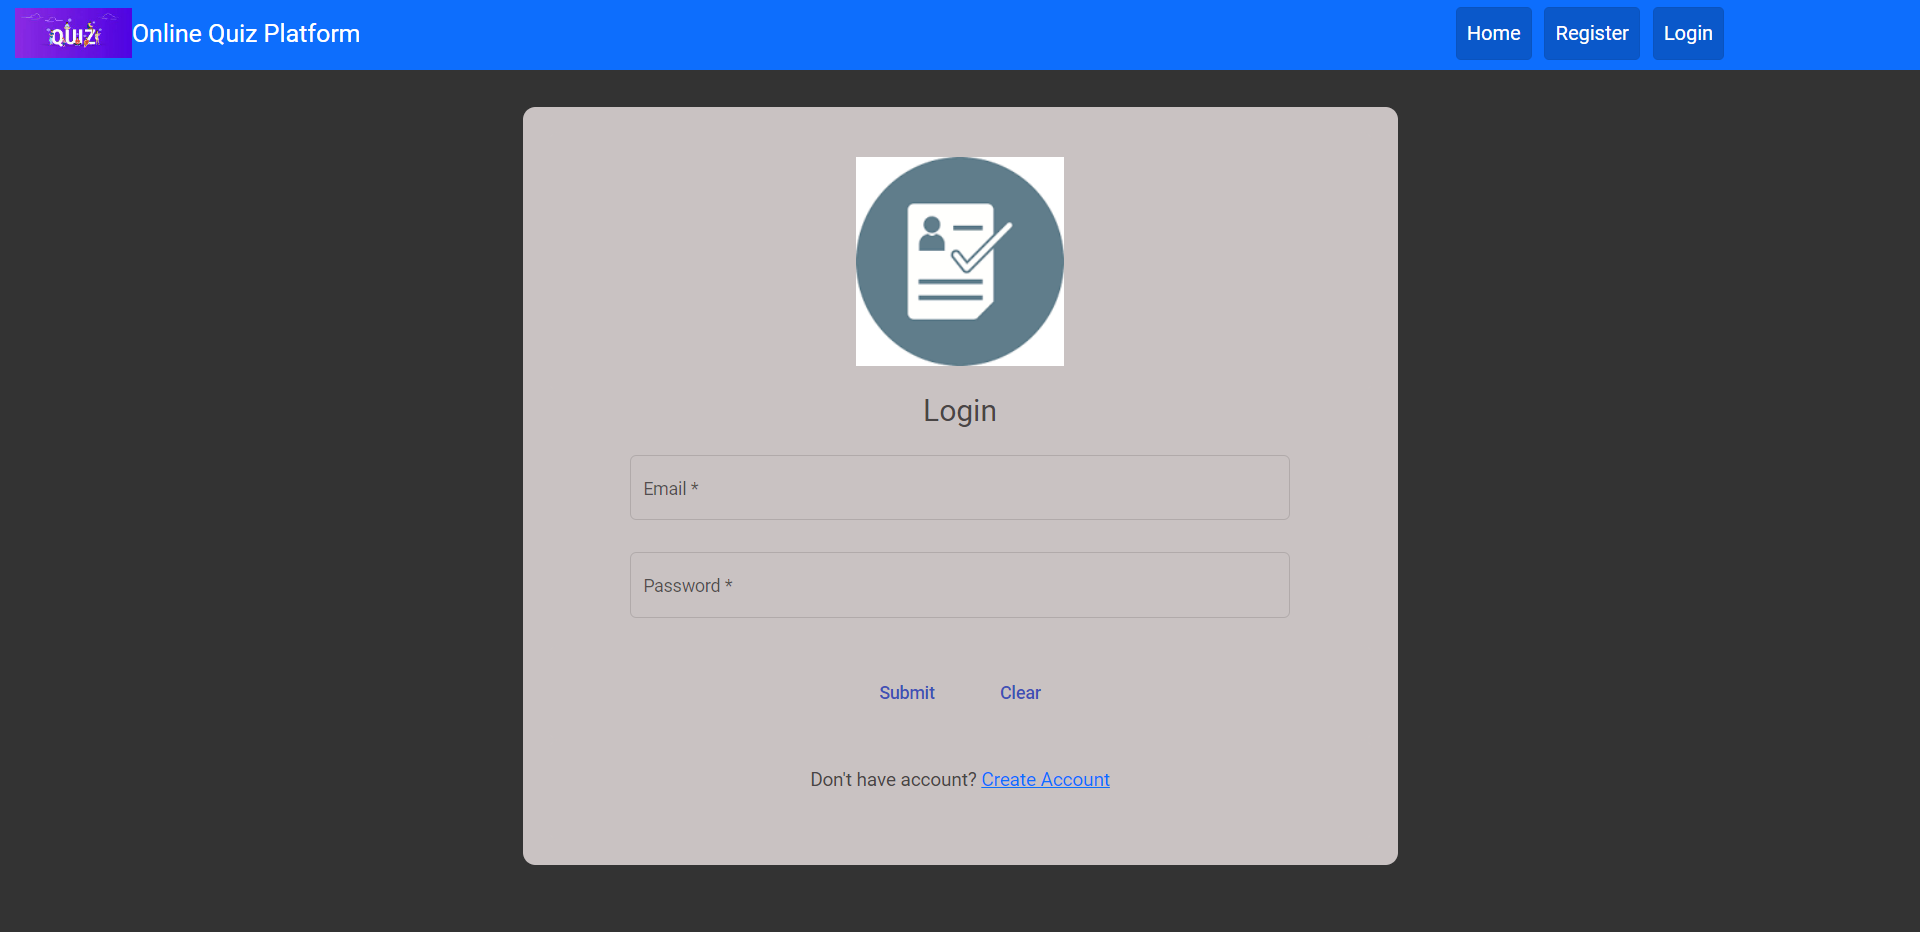 QUIZ Online Quiz Platform Home Register Login
Login
Email *
Password *
Submit Clear
Don't have account? Create Account